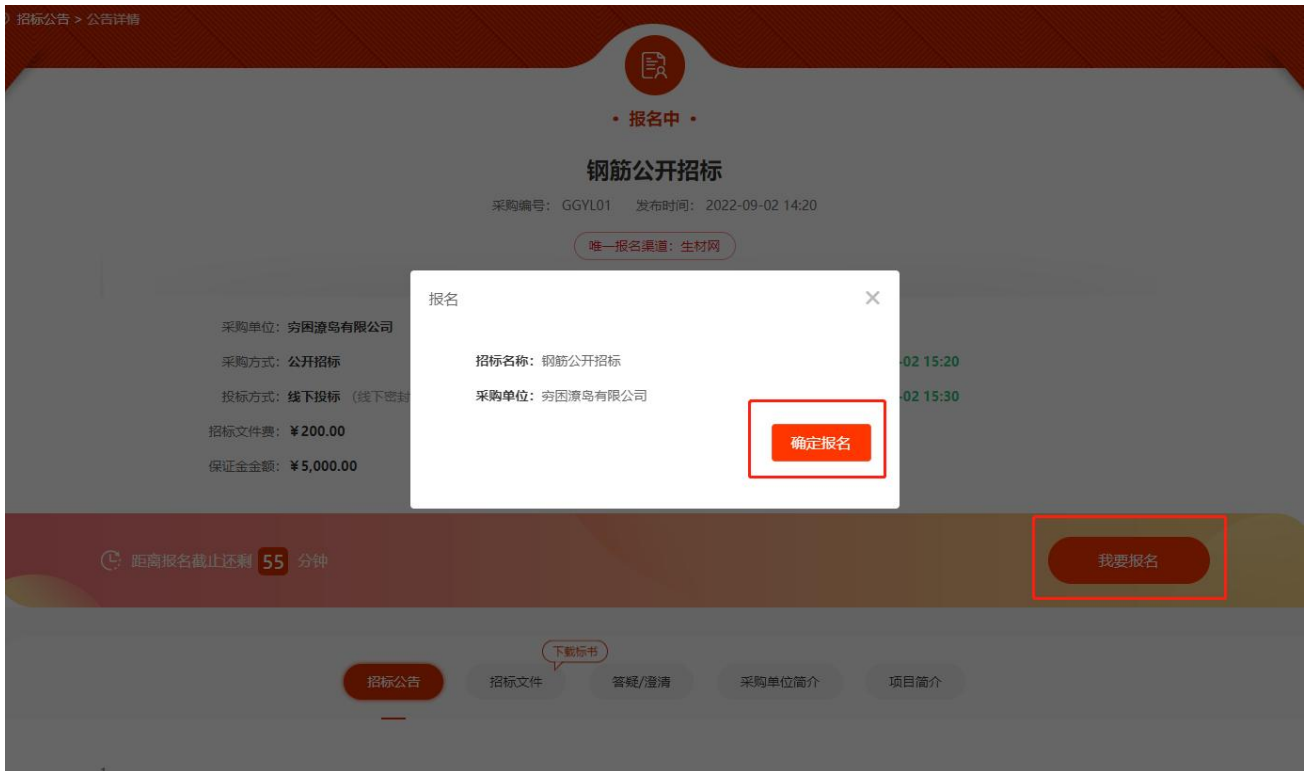 招标公告 > 公告详情
• 报名中 •
钢筋公开招标
采购编号： GGYL01 发布时间： 2022-09-02 14:20
唯一报名渠道：生材网
报名
采购单位：穷困潦岛有限公司
采购方式：公开招标
-02 15:20
投标方式：线下投标 （线下密封
-02 15:30
招标文件费：￥200.00
保证金金额：￥5,000.00
招标名称：钢筋公开招标
采购单位：穷困潦岛有限公司
确定报名
距离报名截止还剩 55 分钟
我要报名
下载标书
招标公告 招标文件 答疑/澄清 采购单位简介 项目简介